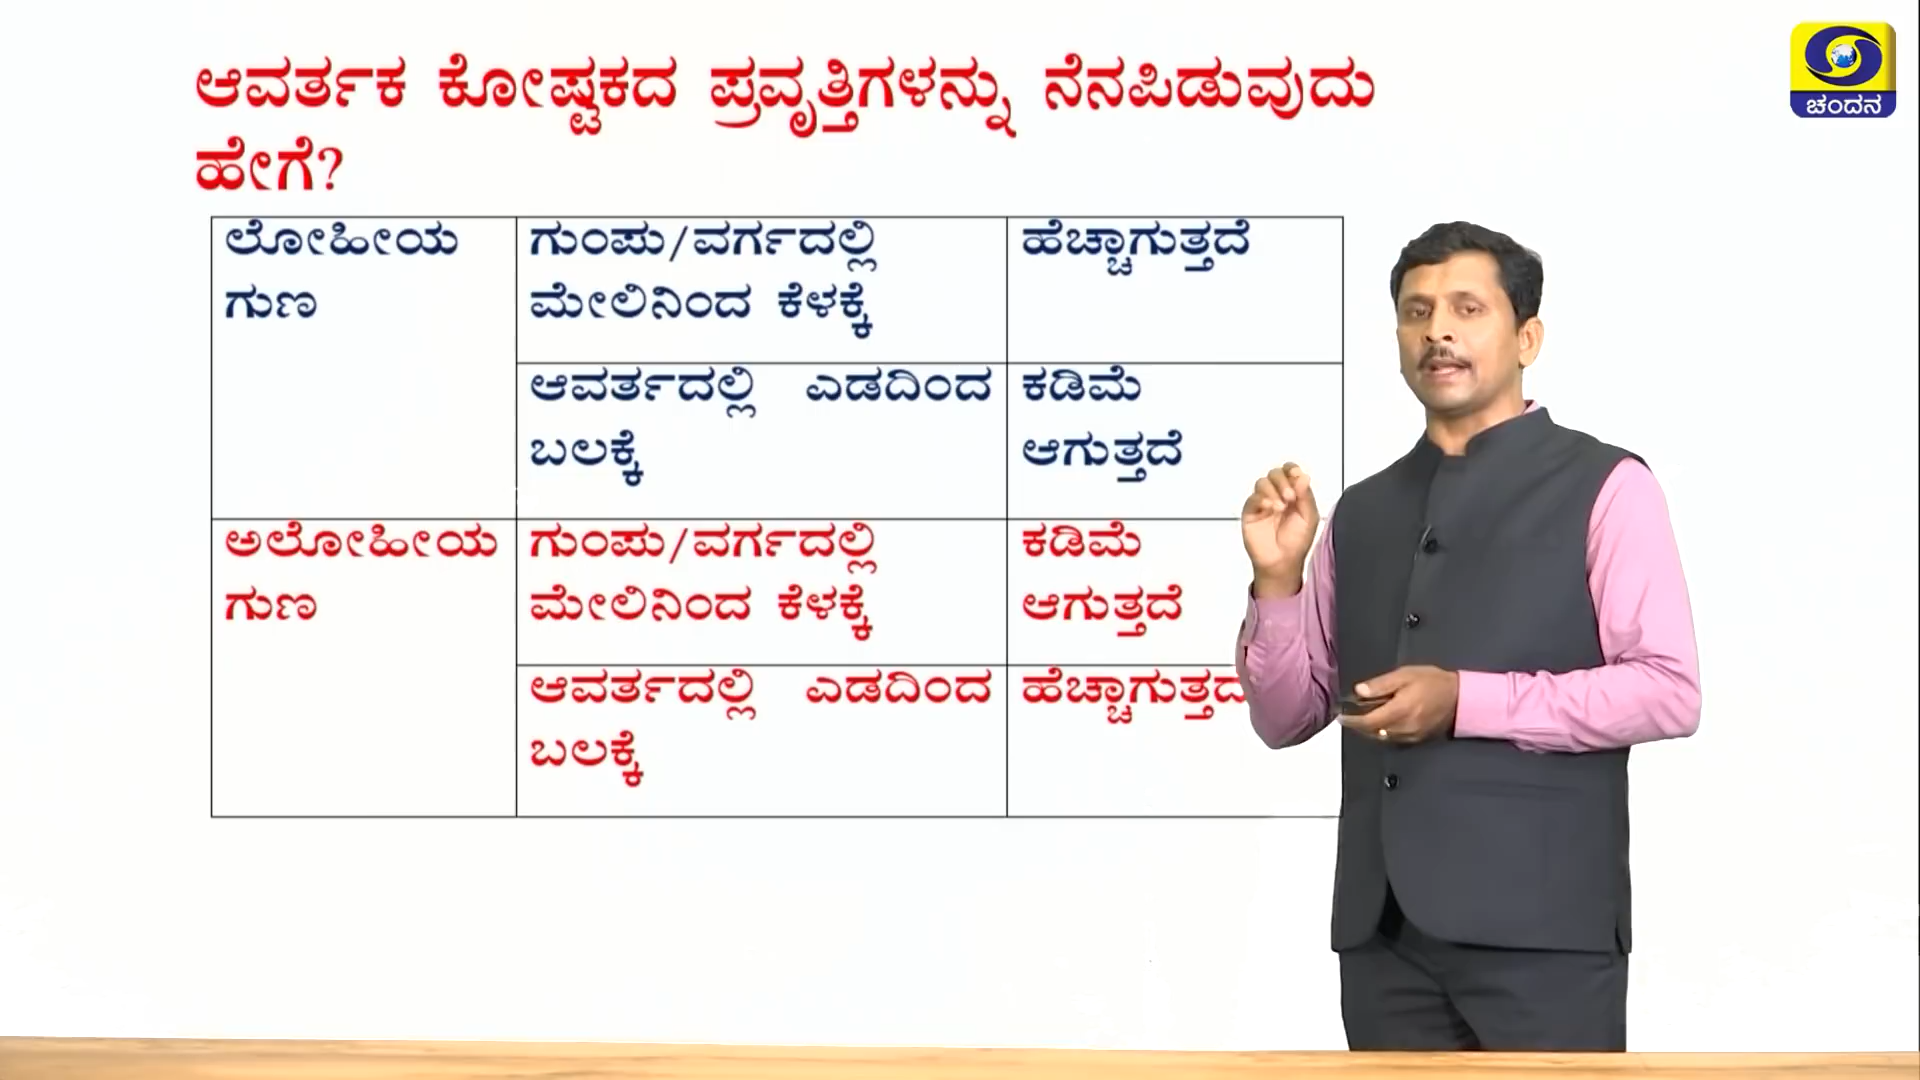 ಆವರ್ತಕ ಕೋಷ್ಟಕದ ಪ್ರವೃತ್ತಿಗಳನ್ನು ನೆನಪಿಡುವುದು
ಹೇಗೆ?
ಚಂದನ
ಲೋಹೀಯ
ಗುಣ
ಗುಂಪು/ವರ್ಗದಲ್ಲಿ
ಮೇಲಿನಿಂದ ಕೆಳಕ್ಕೆ
ಹೆಚ್ಚಾಗುತ್ತದೆ
ಆವರ್ತದಲ್ಲಿ ಎಡದಿಂದ
ಬಲಕ್ಕೆ
ಕಡಿಮೆ
ಆಗುತ್ತದೆ
ಅಲೋಹೀಯ
ಗುಣ
ಗುಂಪು/ವರ್ಗದಲ್ಲಿ
ಮೇಲಿನಿಂದ ಕೆಳಕ್ಕೆ
ಕಡಿಮೆ
ಆಗುತ್ತದೆ
ಆವರ್ತದಲ್ಲಿ ಎಡದಿಂದ
ಬಲಕ್ಕೆ
ಹೆಚ್ಚಾಗುತ್ತದೆ